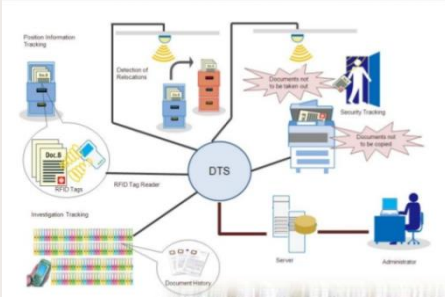 Position Information
Tracking
Detection of
Relocations
Documents not
to be taken out
Security Tracking
Documents not
to be copied
Doc.B
RFID Tags
RFID Tag Reader
DTS
Investigation Tracking
Document History
Server
Administrator